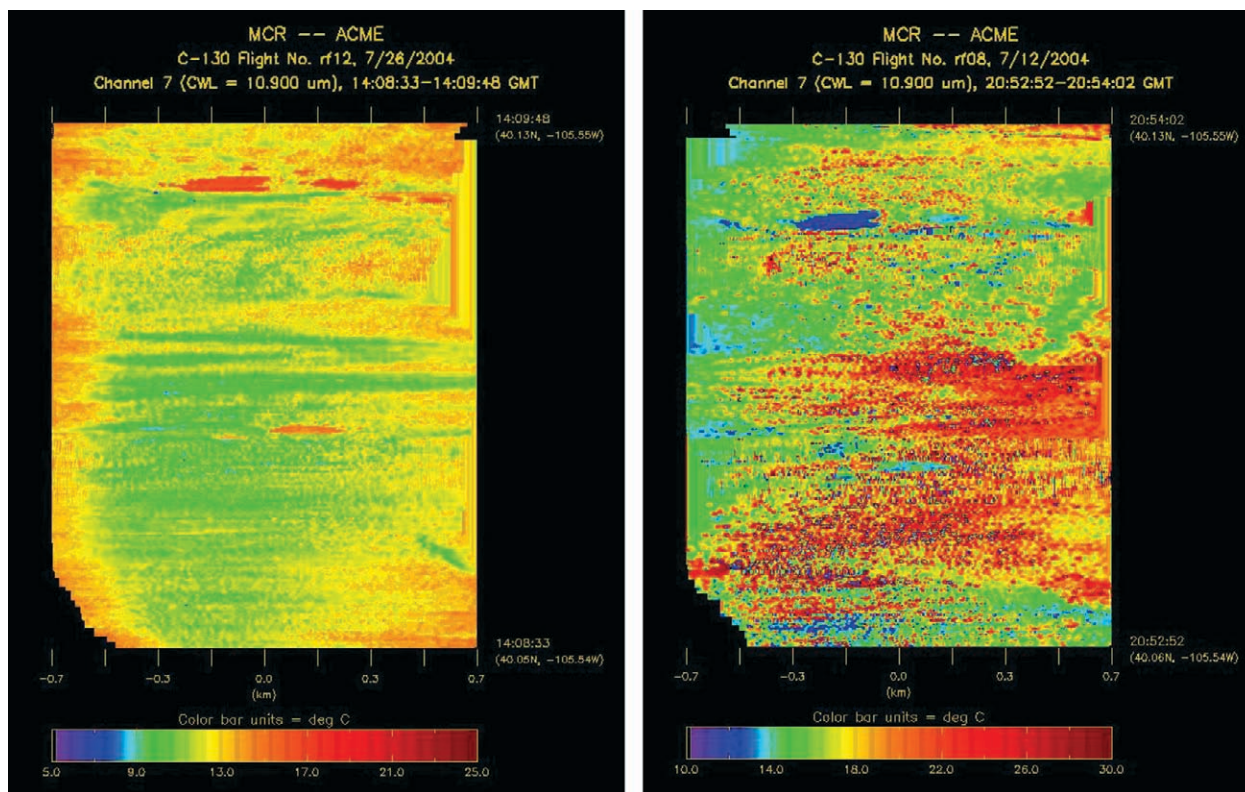 MCR -- ACME
C-130 Flight No. rf12, 7/26/2004
Channel 7 (CWL = 10.900 um), 14:08:33-14:09:48 GMT
14:09:48
(40.13N, -105.55W)
14:08:33
(40.05N, -105.54W)
-0.7 -0.3 0.0 0.3 0.7
(km)
Color bar units = deg C
5.0 9.0 13.0 17.0 21.0 25.0
MCR -- ACME
C-130 Flight No. rf08, 7/12/2004
Channel 7 (CWL = 10.900 um), 20:52:52-20:54:02 GMT
20:54:02
(40.13N, -105.55W)
20:52:52
(40.06N, -105.54W)
-0.7 -0.3 0.0 0.3 0.7
(km)
Color bar units = deg C
10.0 14.0 18.0 22.0 26.0 30.0